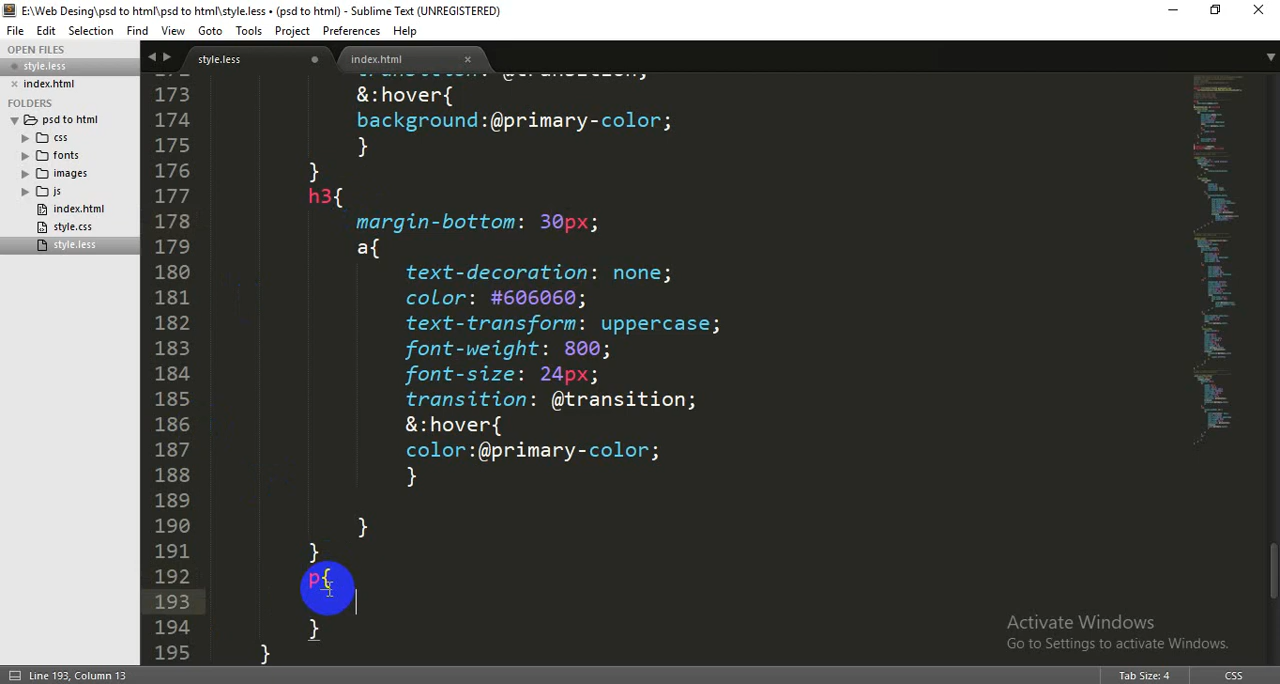 E:\Web Desing\psd to html\psd to html\style.less • (psd to html) - Sublime Text (UNREGISTERED)
File Edit Selection Find View Goto Tools Project Preferences Help
OPEN FILES
style.less
index.html
FOLDERS
psd to html
css
fonts
images
js
index.html
style.css
style.less
style.less index.html
172 transition: @transition;
173 &:hover{
174 background:@primary-color;
175 }
176 }
177 h3{
178 margin-bottom: 30px;
179 a{
180 text-decoration: none;
181 color: #606060;
182 text-transform: uppercase;
183 font-weight: 800;
184 font-size: 24px;
185 transition: @transition;
186 &:hover{
187 color:@primary-color;
188 }
189
190 }
191 }
192 p{
193
194 }
195 }
Activate Windows
Go to Settings to activate Windows.
Line 193, Column 13 Tab Size: 4 CSS